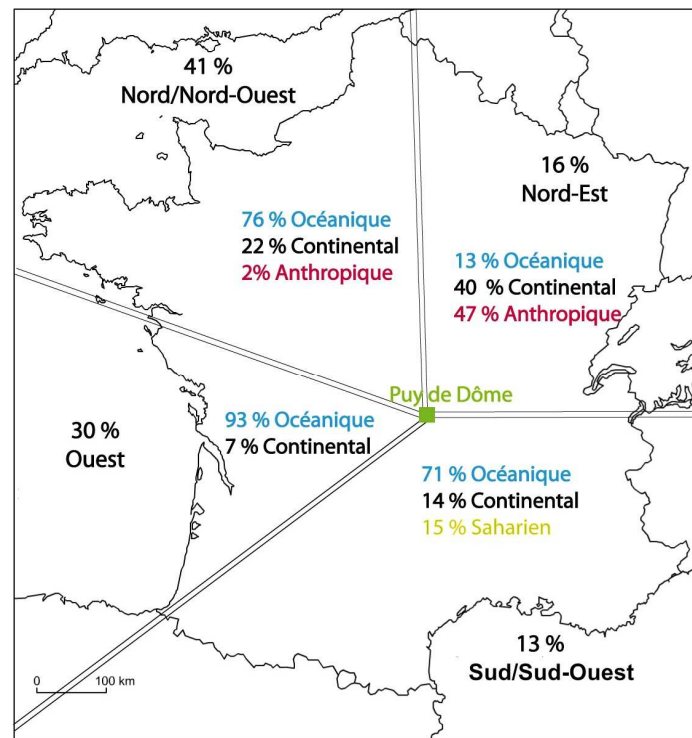 41 %
Nord/Nord-Ouest
16 %
Nord-Est
76 % Océanique
22 % Continental
2% Anthropique
13 % Océanique
40 % Continental
47 % Anthropique
Puy de Dôme
30 %
Ouest
93 % Océanique
7 % Continental
71 % Océanique
14 % Continental
15 % Saharien
13 %
Sud/Sud-Ouest
0 100 km